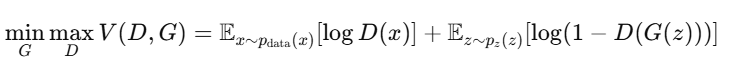 min_G max_D V(D, G) = 𝔼_{x∼p_data(x)}[log D(x)] + 𝔼_{z∼p_z(z)}[log(1 − D(G(z)))]